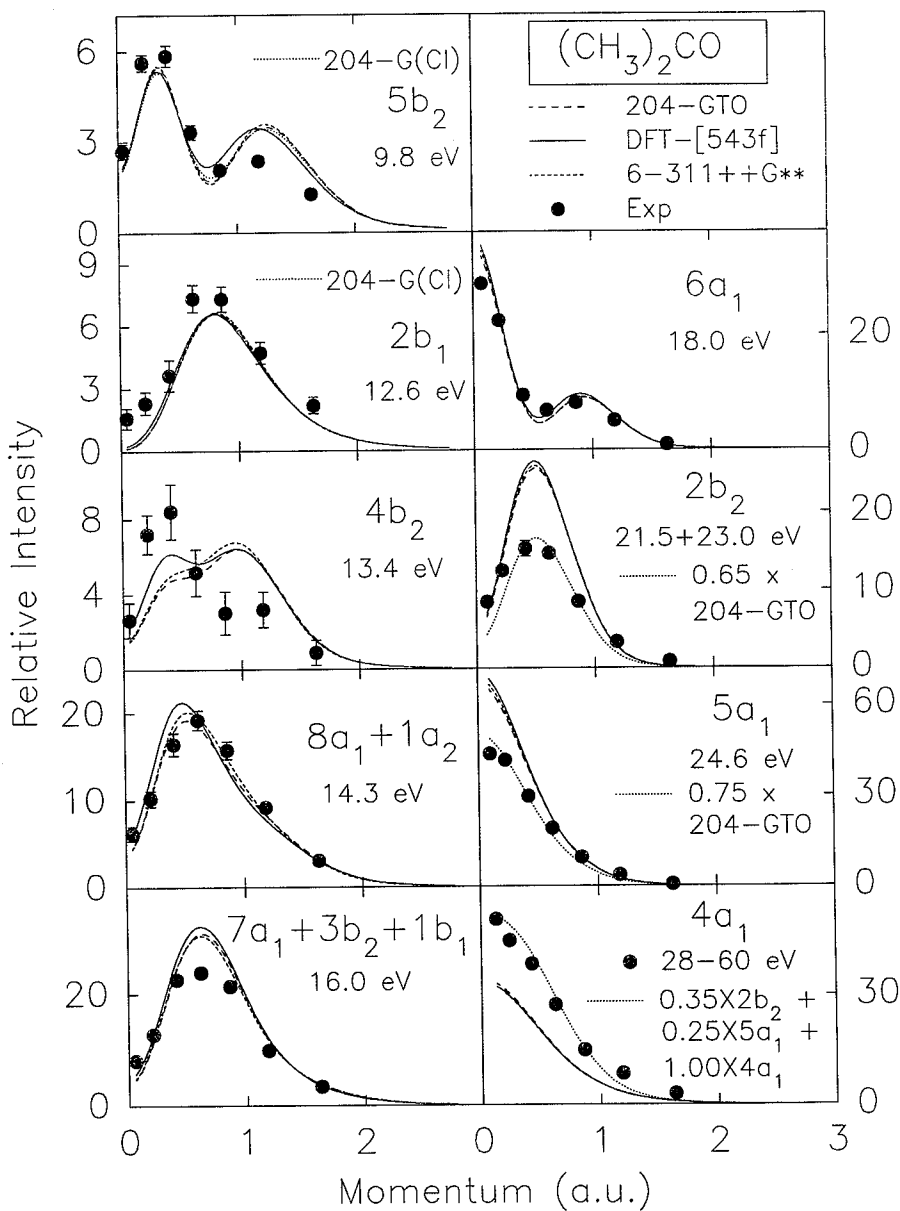 (CH3)2CO
204-GTO
DFT-[543f]
6-311++G**
Exp
204-G(CI)
5b2
9.8 eV
6
3
0
204-G(CI)
2b1
12.6 eV
9
6
3
0
6a1
18.0 eV
20
0
4b2
13.4 eV
8
4
0
2b2
21.5+23.0 eV
0.65 x
204-GTO
20
10
0
8a1+1a2
14.3 eV
20
10
0
5a1
24.6 eV
0.75 x
204-GTO
60
30
0
7a1+3b2+1b1
16.0 eV
20
0
4a1
28-60 eV
0.35X2b2 +
0.25X5a1 +
1.00X4a1
30
0
0 1 2 0 1 2 3
Relative Intensity
Momentum (a.u.)